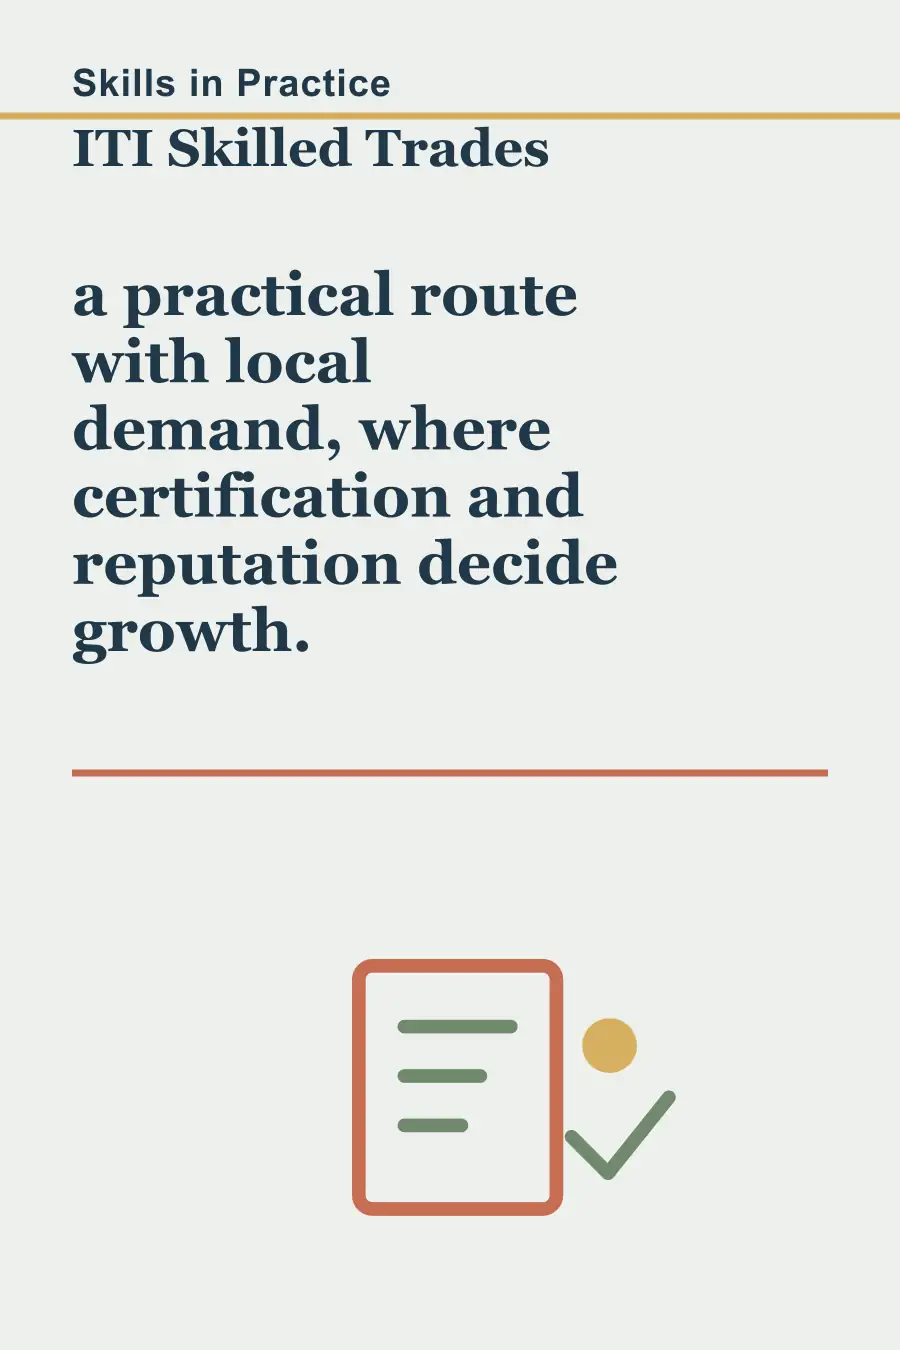 Skills in Practice
ITI Skilled Trades
a practical route
with local
demand, where
certification and
reputation decide
growth.